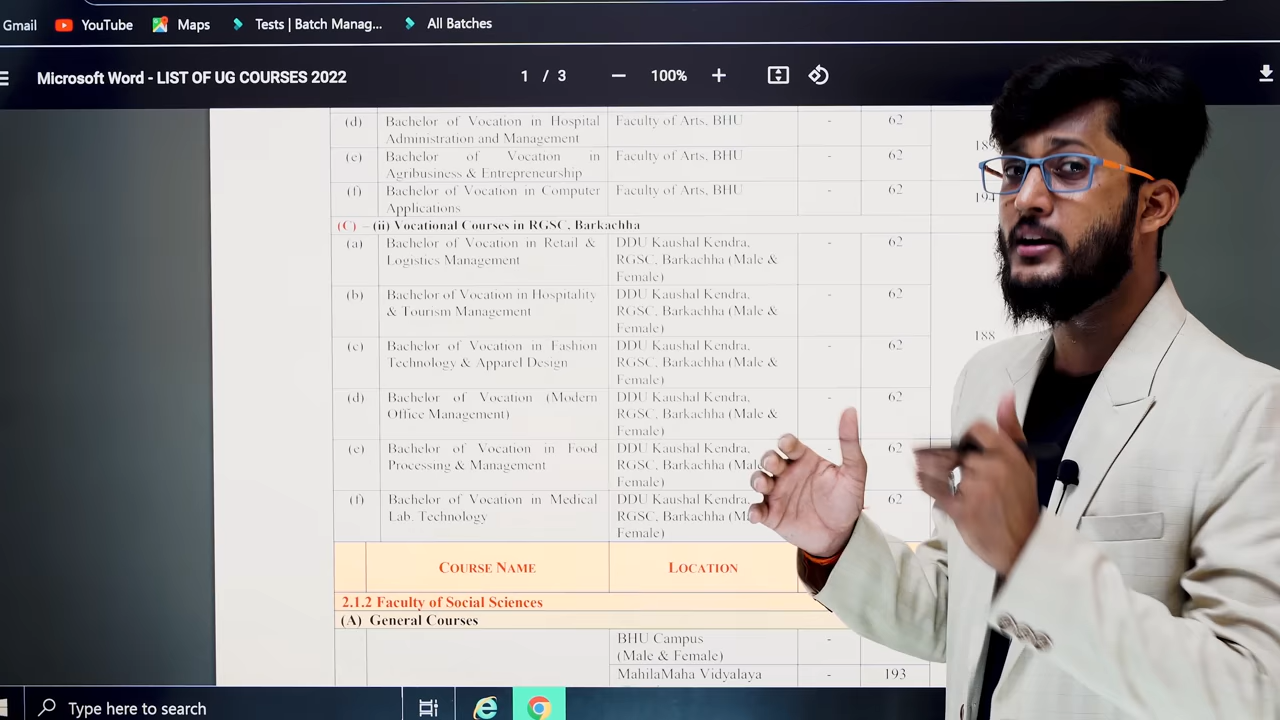 Gmail YouTube Maps Tests | Batch Manag... All Batches
Microsoft Word - LIST OF UG COURSES 2022 1 / 3 100%
(d) Bachelor of Vocation in Hospital Administration and Management Faculty of Arts, BHU - 62
(e) Bachelor of Vocation in Agribusiness & Entrepreneurship Faculty of Arts, BHU - 62
(f) Bachelor of Vocation in Computer Applications Faculty of Arts, BHU - 62 194
(C) – (ii) Vocational Courses in RGSC, Barkachha
(a) Bachelor of Vocation in Retail & Logistics Management DDU Kaushal Kendra, RGSC, Barkachha (Male & Female) - 62
(b) Bachelor of Vocation in Hospitality & Tourism Management DDU Kaushal Kendra, RGSC, Barkachha (Male & Female) - 62
188
(c) Bachelor of Vocation in Fashion Technology & Apparel Design DDU Kaushal Kendra, RGSC, Barkachha (Male & Female) - 62
(d) Bachelor of Vocation (Modern Office Management) DDU Kaushal Kendra, RGSC, Barkachha (Male & Female) - 62
(e) Bachelor of Vocation in Food Processing & Management DDU Kaushal Kendra, RGSC, Barkachha (Male Female) - 62
(f) Bachelor of Vocation in Medical Lab. Technology DDU Kaushal Kendra, RGSC, Barkachha Female) 62
COURSE NAME LOCATION
2.1.2 Faculty of Social Sciences
(A) General Courses
BHU Campus (Male & Female) -
MahilaMaha Vidyalaya - 193
Type here to search